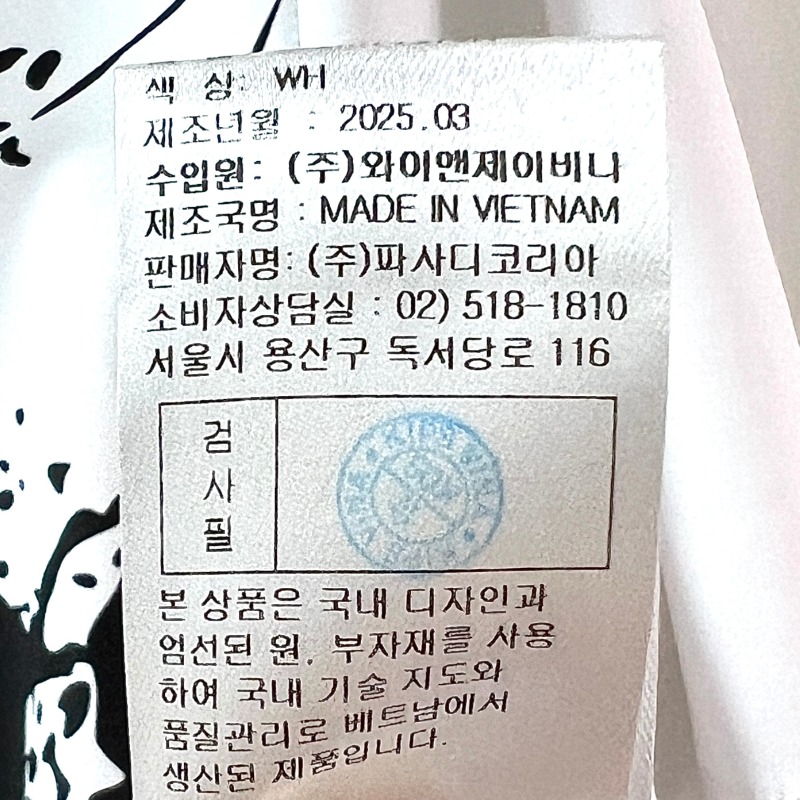 색 상: WH
제조년월 : 2025.03
수입원: (주)와이앤제이비나
제조국명 : MADE IN VIETNAM
판매자명: (주)파사디코리아
소비자상담실 : 02) 518-1810
서울시 용산구 독서당로 116
검
사
필
본 상품은 국내 디자인과
엄선된 원. 부자재를 사용
하여 국내 기술 지도와
품질관리로 베트남에서
생산된 제품입니다.